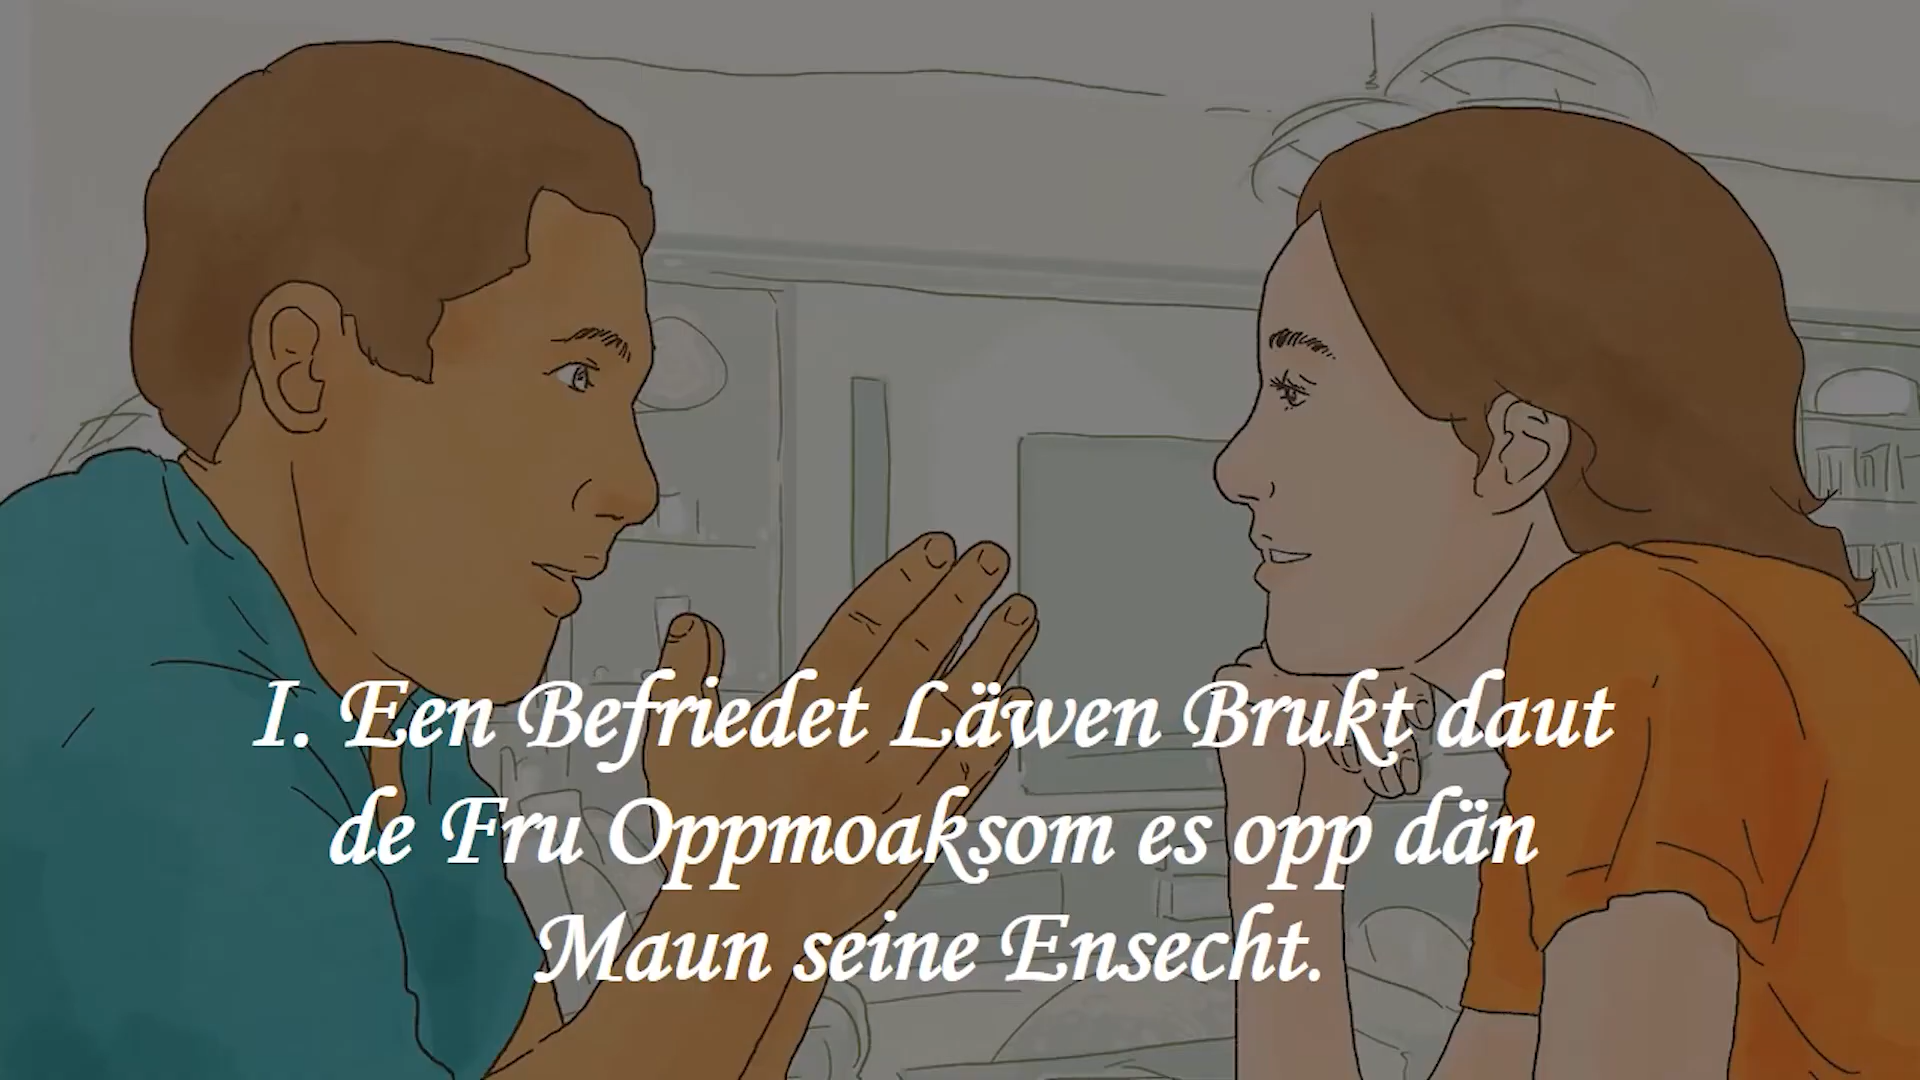 I. Een Befriedet Läwen Brukt daut
de Fru Oppmoaksom es opp dän
Maun seine Ensecht.